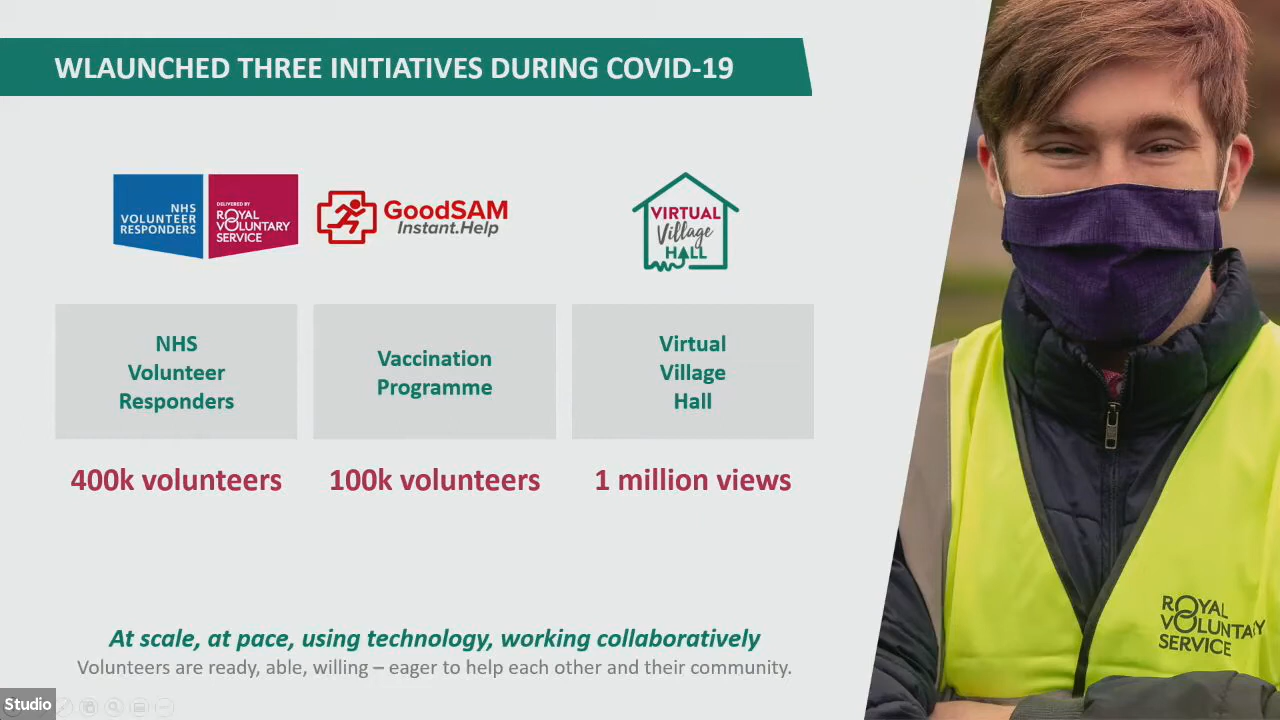 WLAUNCHED THREE INITIATIVES DURING COVID-19
NHS
VOLUNTEER
RESPONDERS
DELIVERED BY
ROYAL
VOLUNTARY
SERVICE
GoodSAM
Instant.Help
VIRTUAL
Village
HALL
NHS
Volunteer
Responders
Vaccination
Programme
Virtual
Village
Hall
400k volunteers
100k volunteers
1 million views
At scale, at pace, using technology, working collaboratively
Volunteers are ready, able, willing – eager to help each other and their community.
ROYAL
VOLUNTARY
SERVICE
Studio